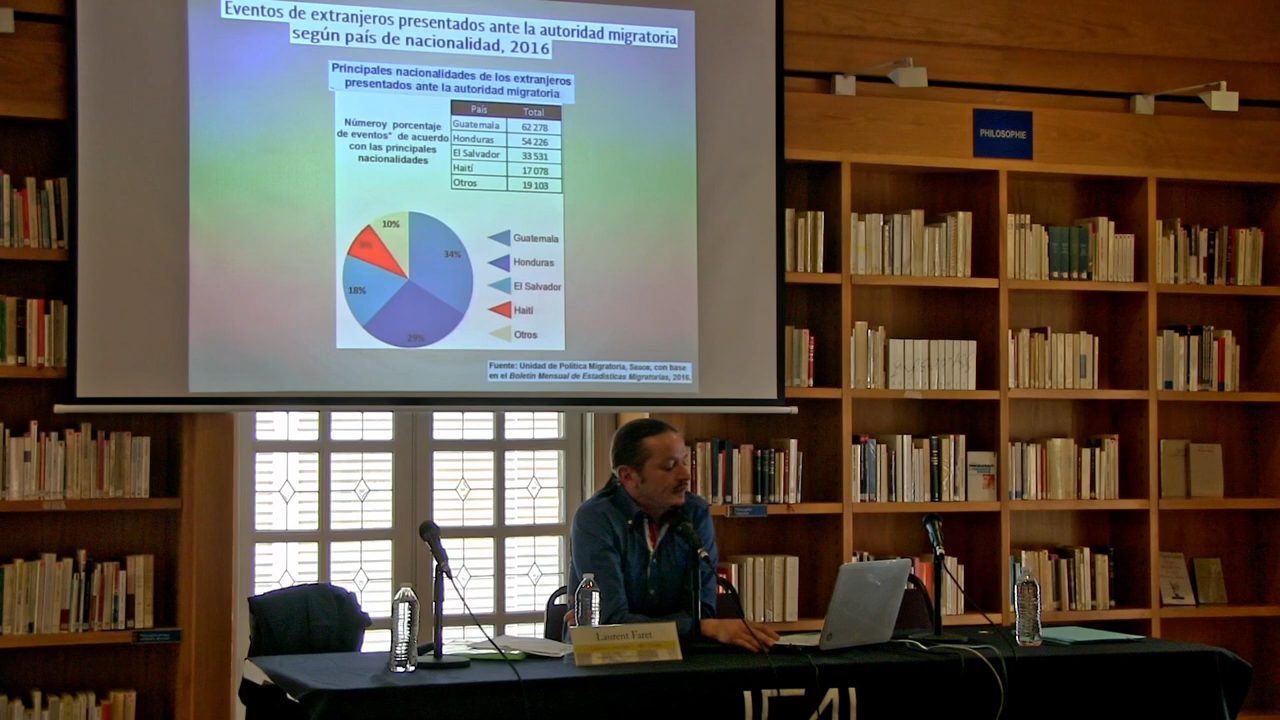 Eventos de extranjeros presentados ante la autoridad migratoria
según país de nacionalidad, 2016
Principales nacionalidades de los extranjeros
presentados ante la autoridad migratoria
Númeroy porcentaje
de eventos* de acuerdo
con las principales
nacionalidades
País Total
Guatemala 62 278
Honduras 54 226
El Salvador 33 531
Haití 17 078
Otros 19 103
10%
34%
9%
18%
29%
Guatemala
Honduras
El Salvador
Haití
Otros
Fuente: Unidad de Política Migratoria, Segob, con base
en el Boletín Mensual de Estadísticas Migratorias, 2016.
PHILOSOPHIE
Laurent Faret